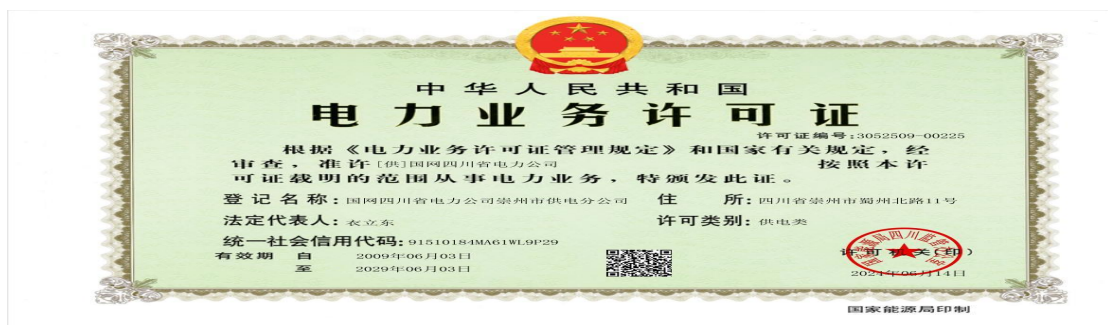 中华人民共和国
电力业务许可证
许可证编号:3052509-00225
根据《电力业务许可证管理规定》和国家有关规定，经
审查，准许[供]国网四川省电力公司 按照本许
可证载明的范围从事电力业务，特颁发此证。
登记名称:国网四川省电力公司崇州市供电分公司 住 所:四川省崇州市蜀州北路11号
法定代表人:衣立东 许可类别:供电类
统一社会信用代码:91510184MA61WL9P29
有效期 自 2009年06月03日
至 2029年06月03日
许可机关(印)
2024年06月14日
国家能源局印制